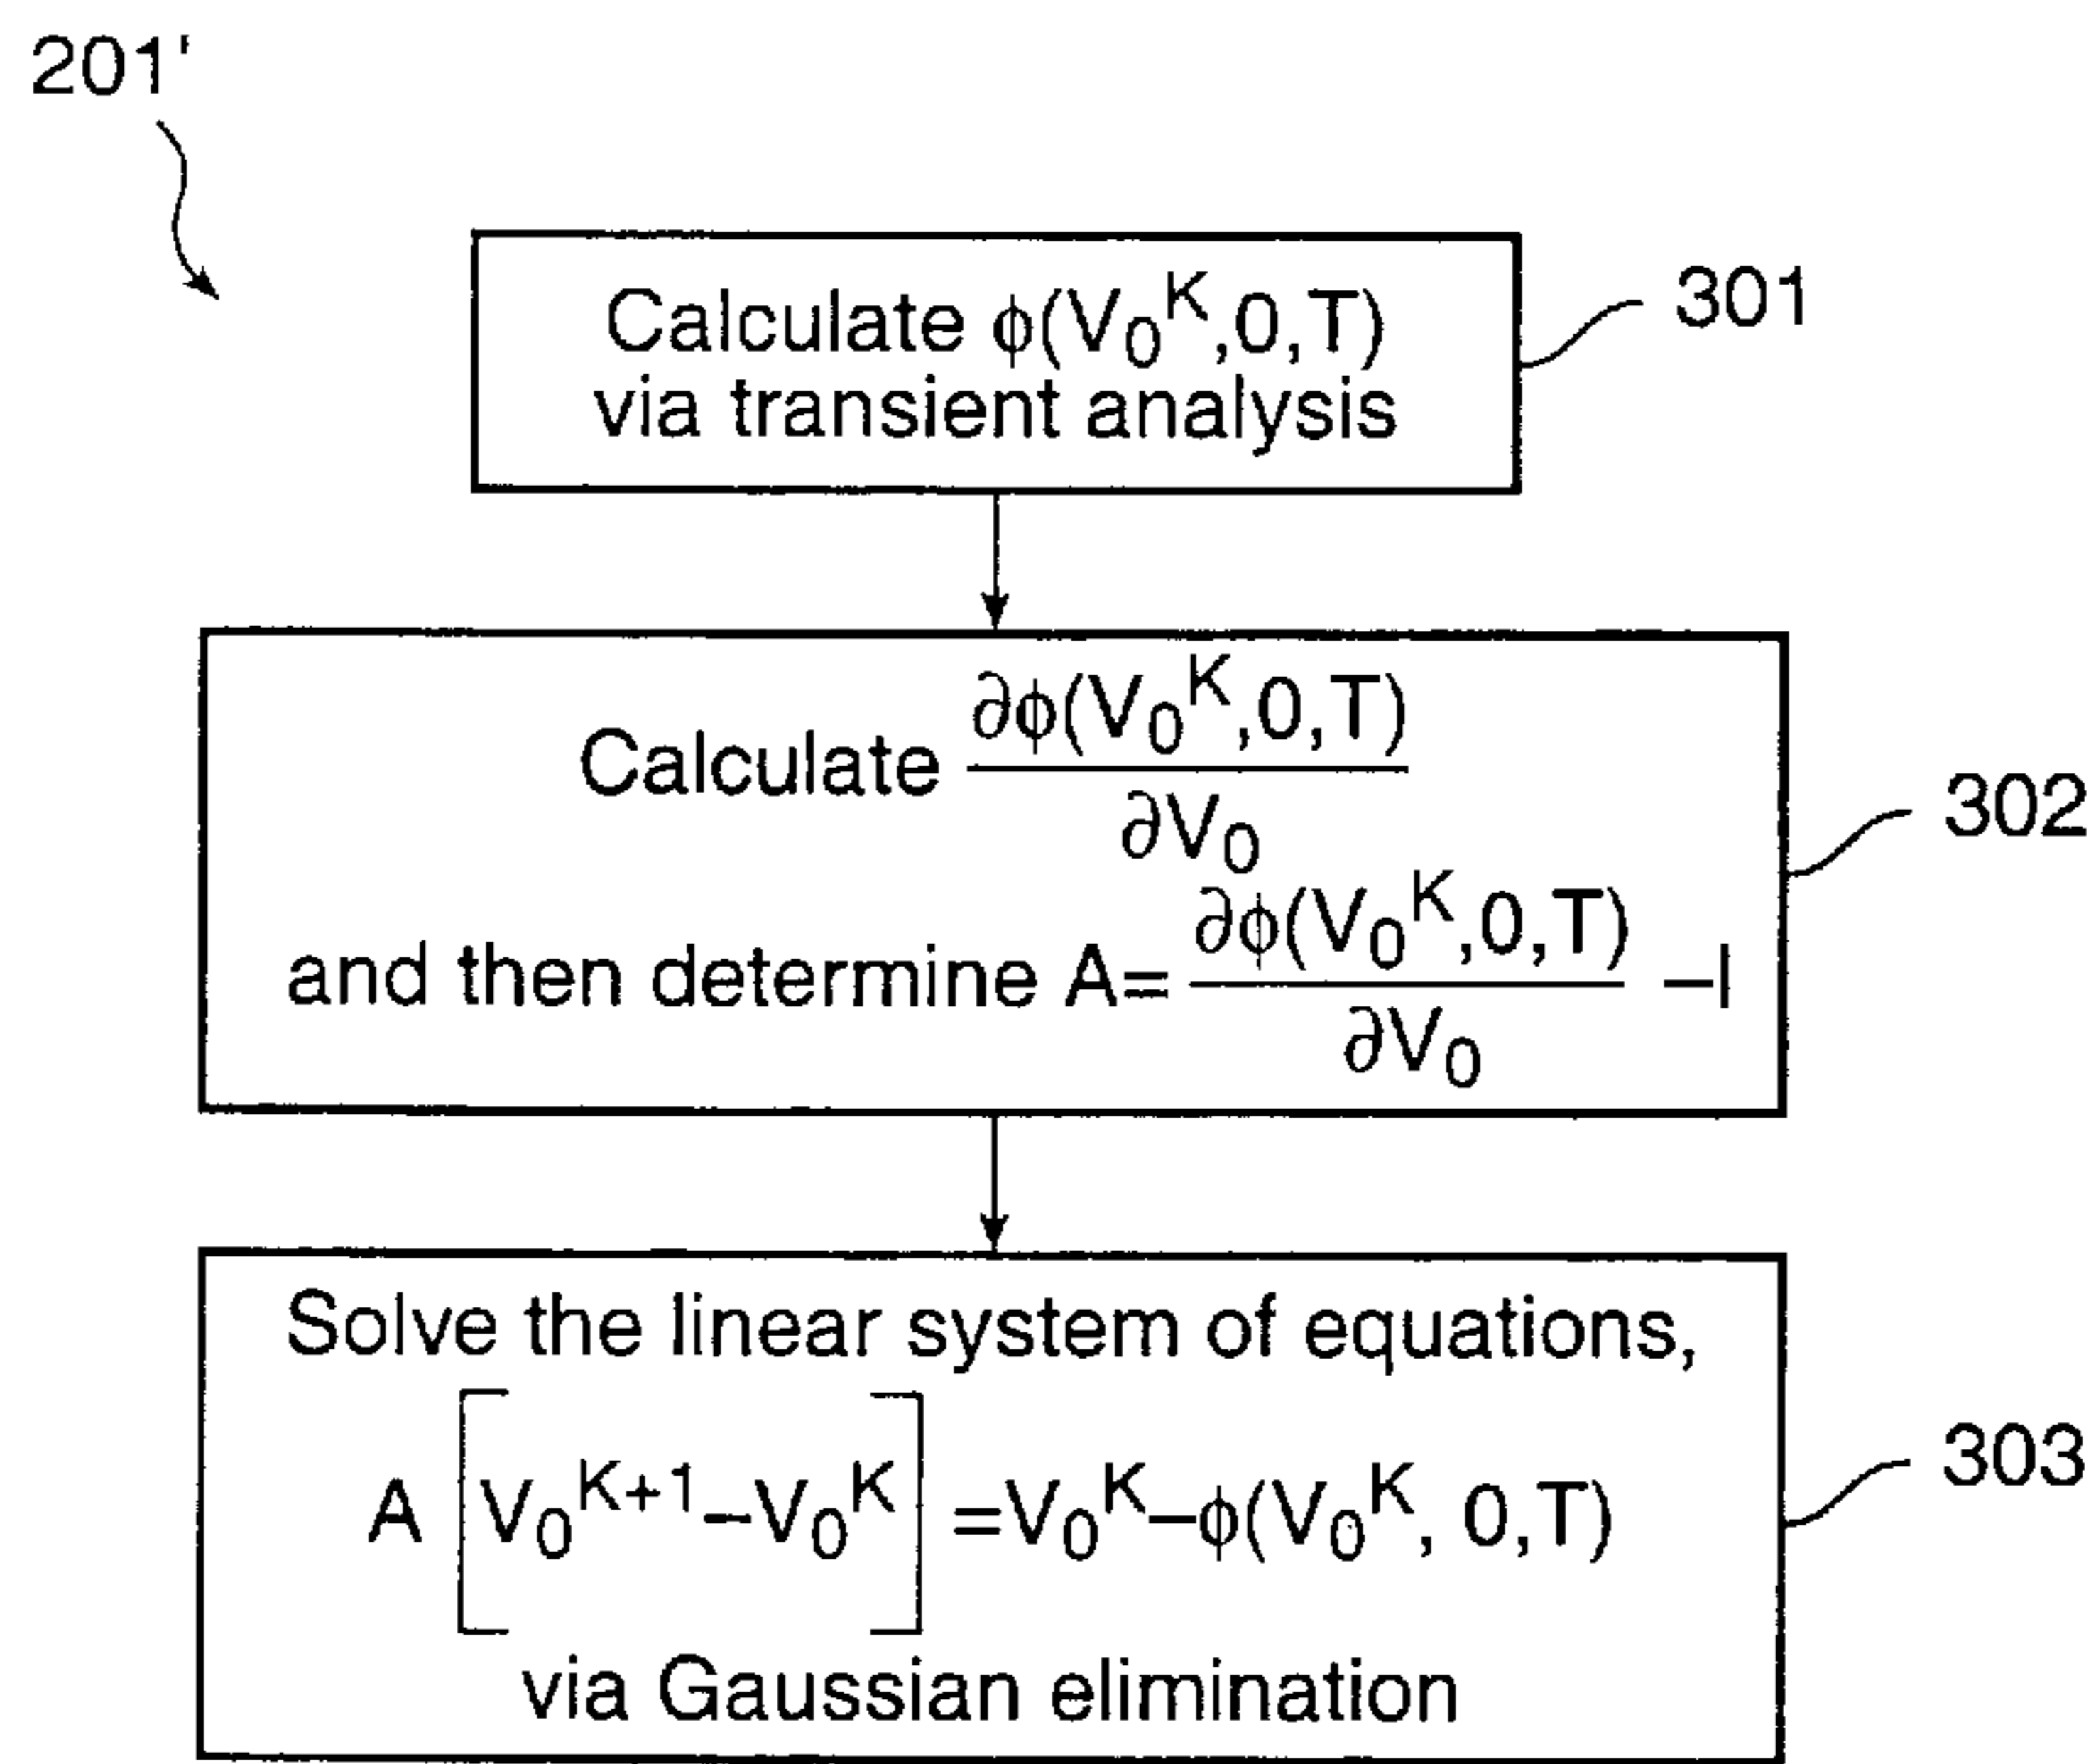 201'
Calculate ϕ(V₀ᴷ,0,T)
via transient analysis
301
Calculate ∂ϕ(V₀ᴷ,0,T)/∂V₀
302
and then determine A= ∂ϕ(V₀ᴷ,0,T)/∂V₀ –I
Solve the linear system of equations,
A [V₀ᴷ⁺¹–V₀ᴷ] =V₀ᴷ–ϕ(V₀ᴷ, 0,T)
303
via Gaussian elimination